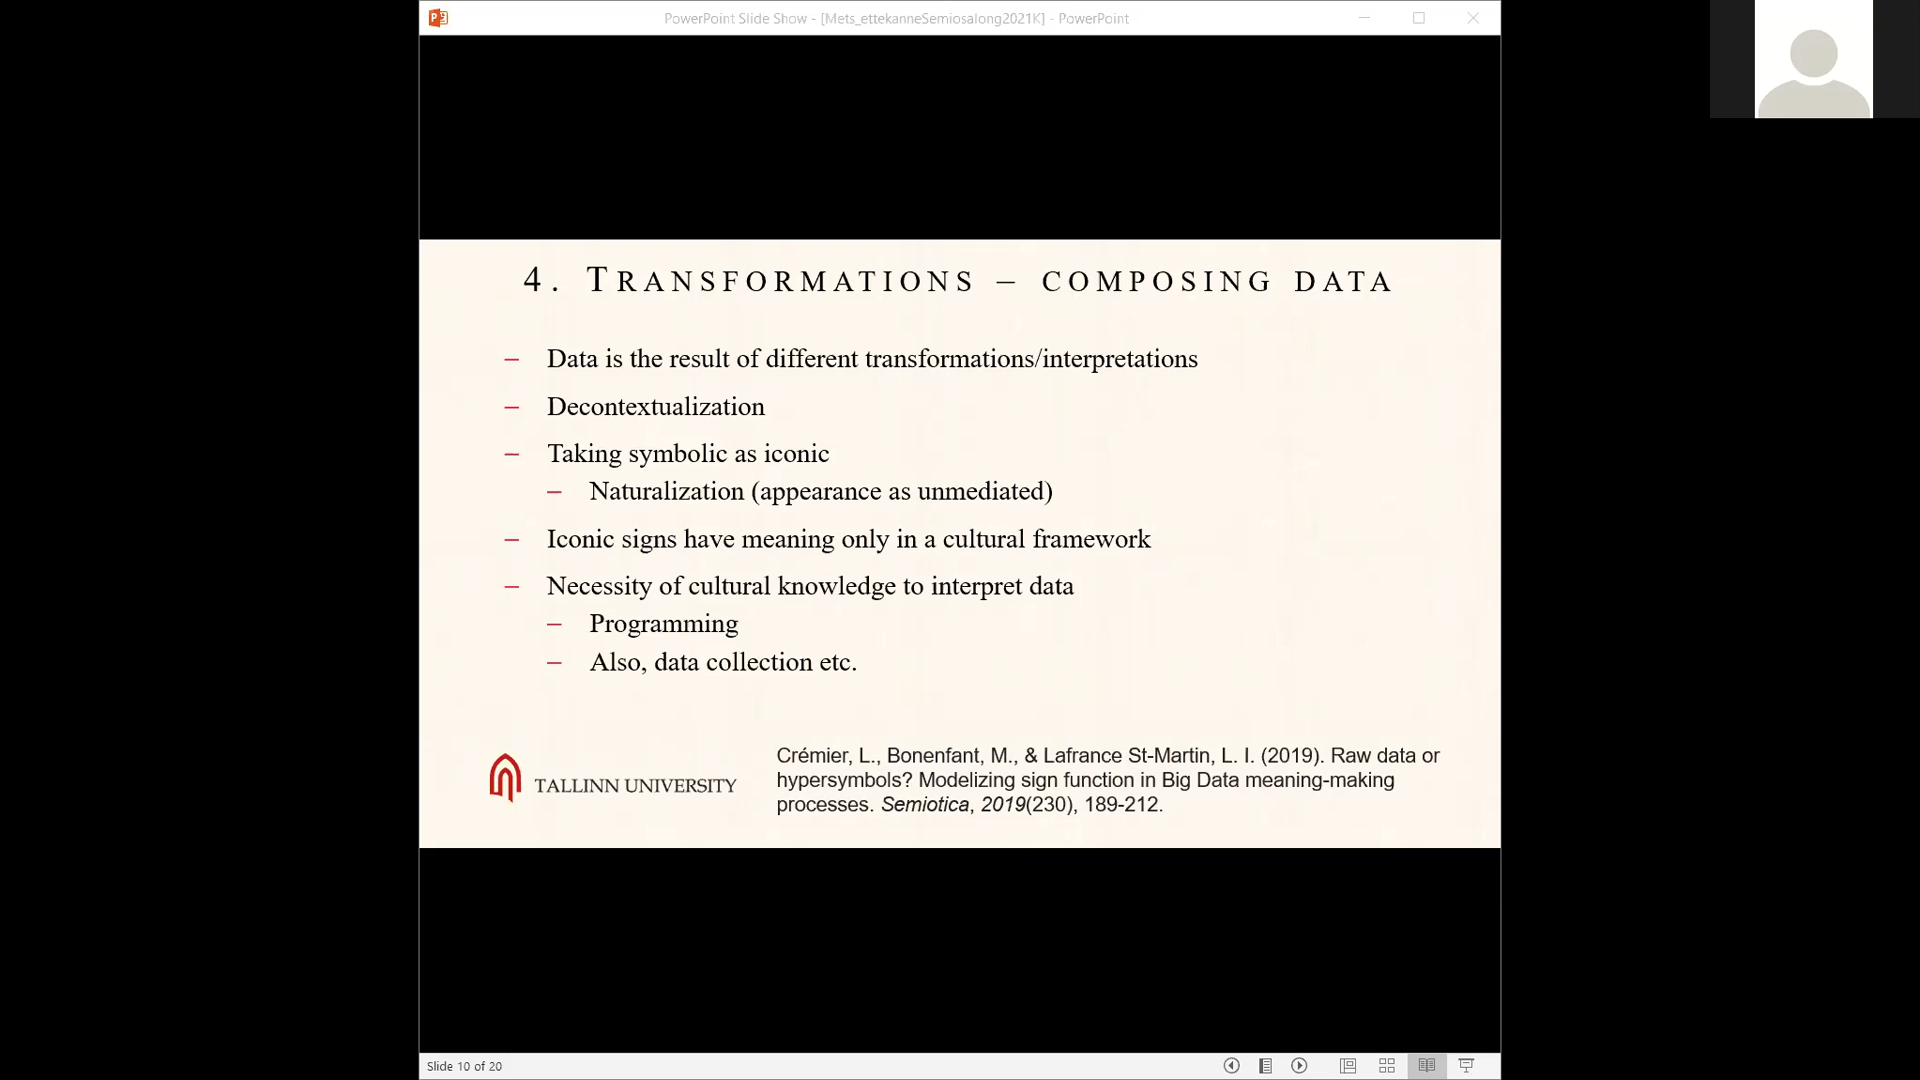 PowerPoint Slide Show - [Mets_ettekanneSemiosalong2021K] - PowerPoint
4. Transformations – composing data
– Data is the result of different transformations/interpretations
– Decontextualization
– Taking symbolic as iconic
– Naturalization (appearance as unmediated)
– Iconic signs have meaning only in a cultural framework
– Necessity of cultural knowledge to interpret data
– Programming
– Also, data collection etc.
TALLINN UNIVERSITY
Crémier, L., Bonenfant, M., & Lafrance St-Martin, L. I. (2019). Raw data or
hypersymbols? Modelizing sign function in Big Data meaning-making
processes. Semiotica, 2019(230), 189-212.
Slide 10 of 20